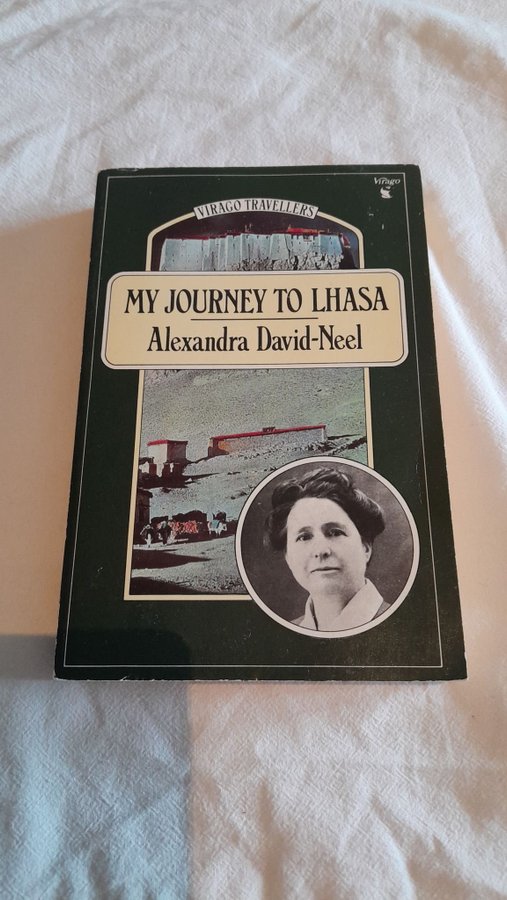 Virago
VIRAGO TRAVELLERS
MY JOURNEY TO LHASA
Alexandra David-Neel